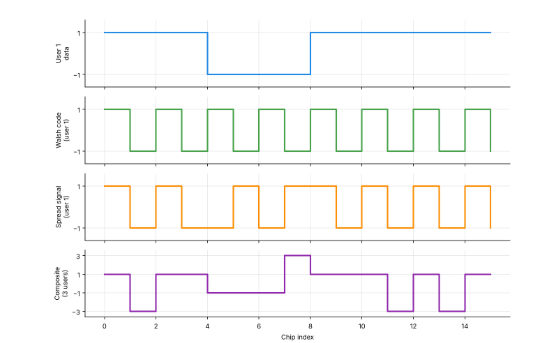 User 1
data
1
−1
Walsh code
(user 1)
1
−1
Spread signal
(user 1)
1
−1
Composite
(3 users)
3
1
−1
−3
0 2 4 6 8 10 12 14
Chip index